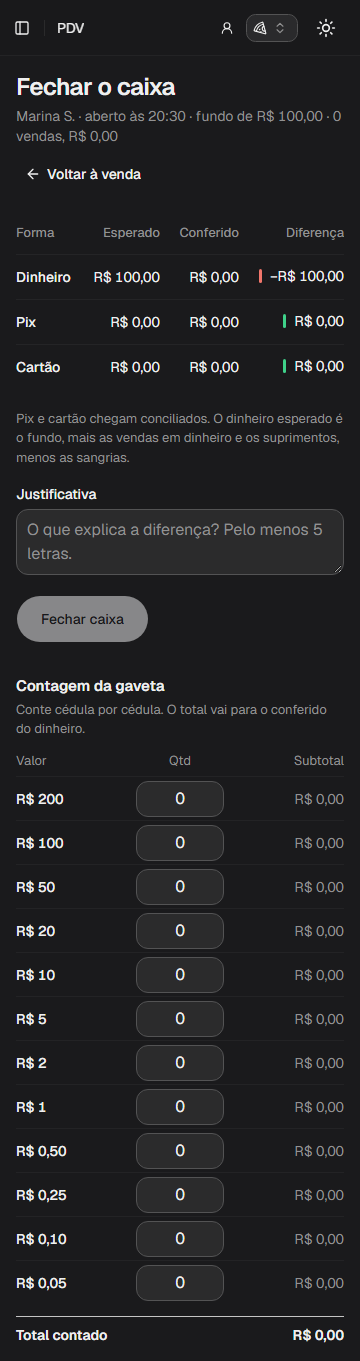 PDV
Fechar o caixa
Marina S. · aberto às 20:30 · fundo de R$ 100,00 · 0
vendas, R$ 0,00
Voltar à venda
Forma Esperado Conferido Diferença
Dinheiro R$ 100,00 R$ 0,00 −R$ 100,00
Pix R$ 0,00 R$ 0,00 R$ 0,00
Cartão R$ 0,00 R$ 0,00 R$ 0,00
Pix e cartão chegam conciliados. O dinheiro esperado é
o fundo, mais as vendas em dinheiro e os suprimentos,
menos as sangrias.
Justificativa
O que explica a diferença? Pelo menos 5
letras.
Fechar caixa
Contagem da gaveta
Conte cédula por cédula. O total vai para o conferido
do dinheiro.
Valor Qtd Subtotal
R$ 200 0 R$ 0,00
R$ 100 0 R$ 0,00
R$ 50 0 R$ 0,00
R$ 20 0 R$ 0,00
R$ 10 0 R$ 0,00
R$ 5 0 R$ 0,00
R$ 2 0 R$ 0,00
R$ 1 0 R$ 0,00
R$ 0,50 0 R$ 0,00
R$ 0,25 0 R$ 0,00
R$ 0,10 0 R$ 0,00
R$ 0,05 0 R$ 0,00
Total contado R$ 0,00